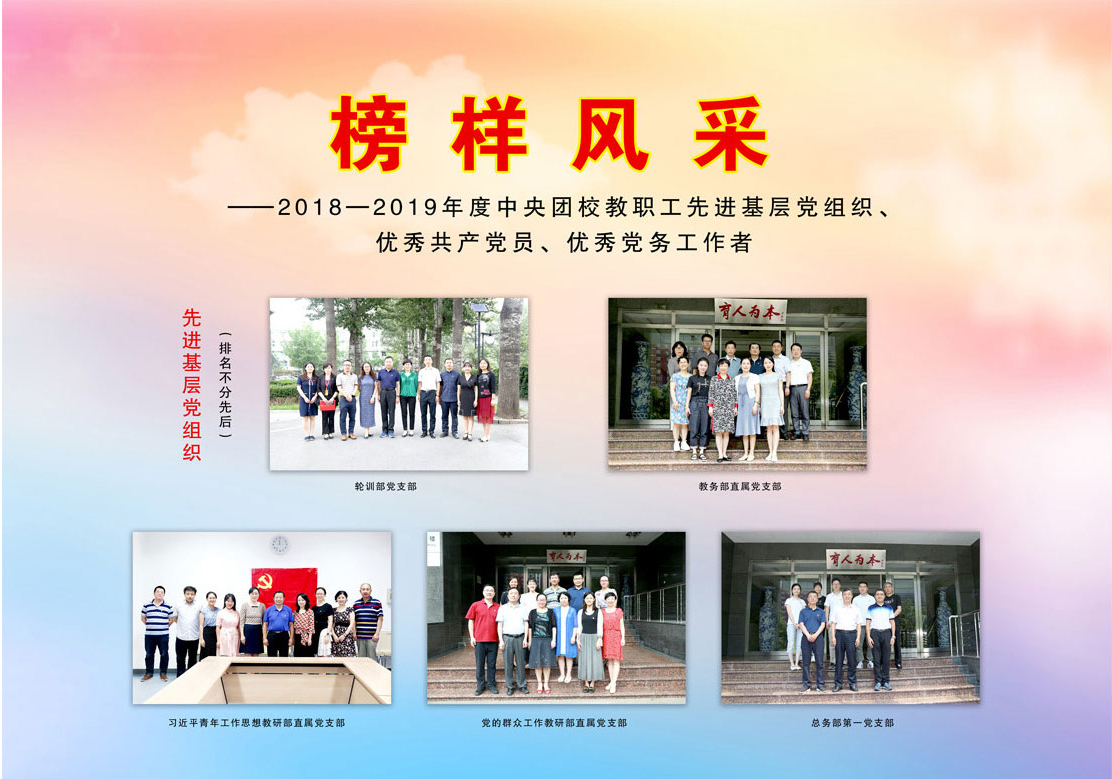 榜样风采
——2018—2019年度中央团校教职工先进基层党组织、
优秀共产党员、优秀党务工作者
先进基层党组织
(排名不分先后)
育人为本
轮训部党支部
教务部直属党支部
楼
育人为本
育人为本
习近平青年工作思想教研部直属党支部
党的群众工作教研部直属党支部
总务部第一党支部